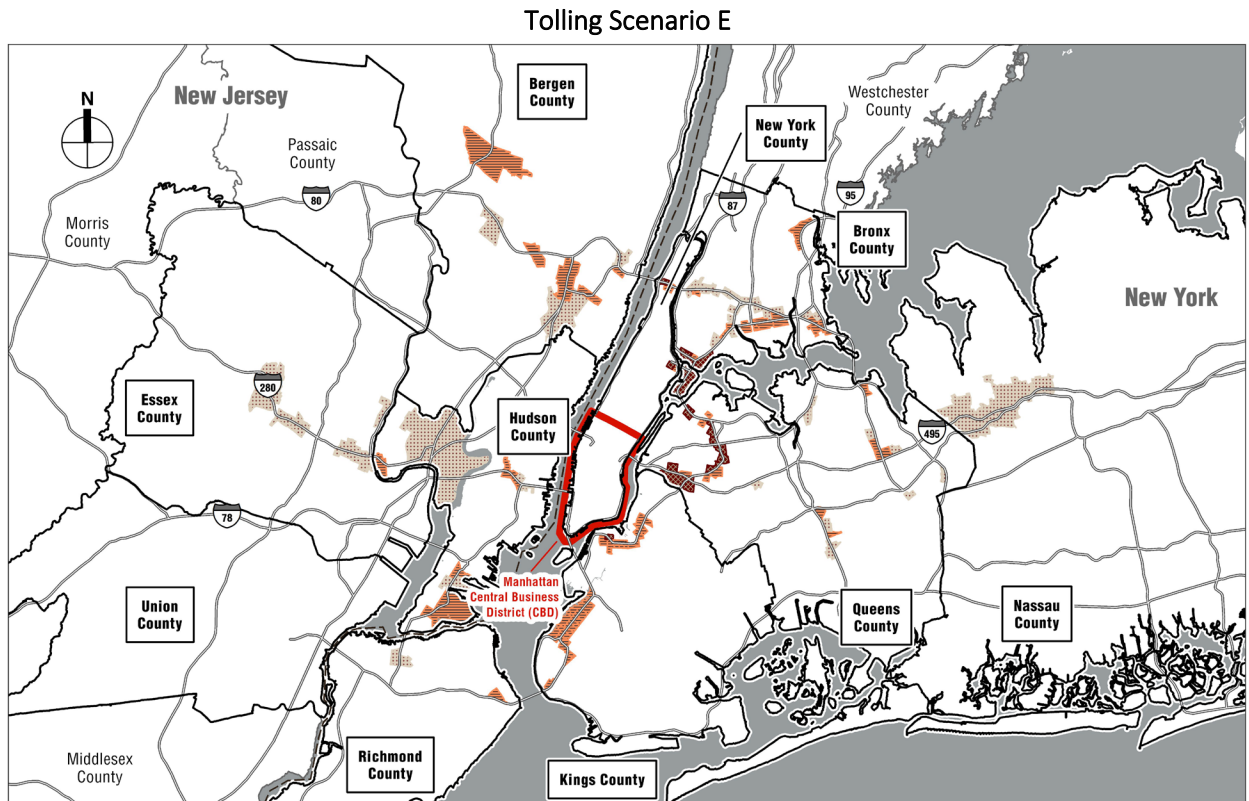 Tolling Scenario E
Bergen
County
New Jersey
N
Westchester
County
New York
County
Passaic
County
80
87
95
Morris
County
Bronx
County
New York
280
Essex
County
Hudson
County
495
78
Manhattan
Central Business
District (CBD)
Union
County
Queens
County
Nassau
County
Richmond
County
Middlesex
County
Kings County